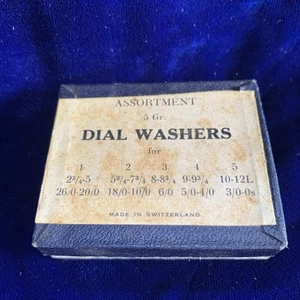 ASSORTMENT
5 Gr.
DIAL WASHERS
for
1 2 3 4 5
2³/₄-5 5³/₄-7³/₄ 8-8³/₄ 9-9³/₄ 10-12L
26/0-20/0 18/0-10/0 6/0 5/0-4/0 3/0-0s
MADE IN SWITZERLAND